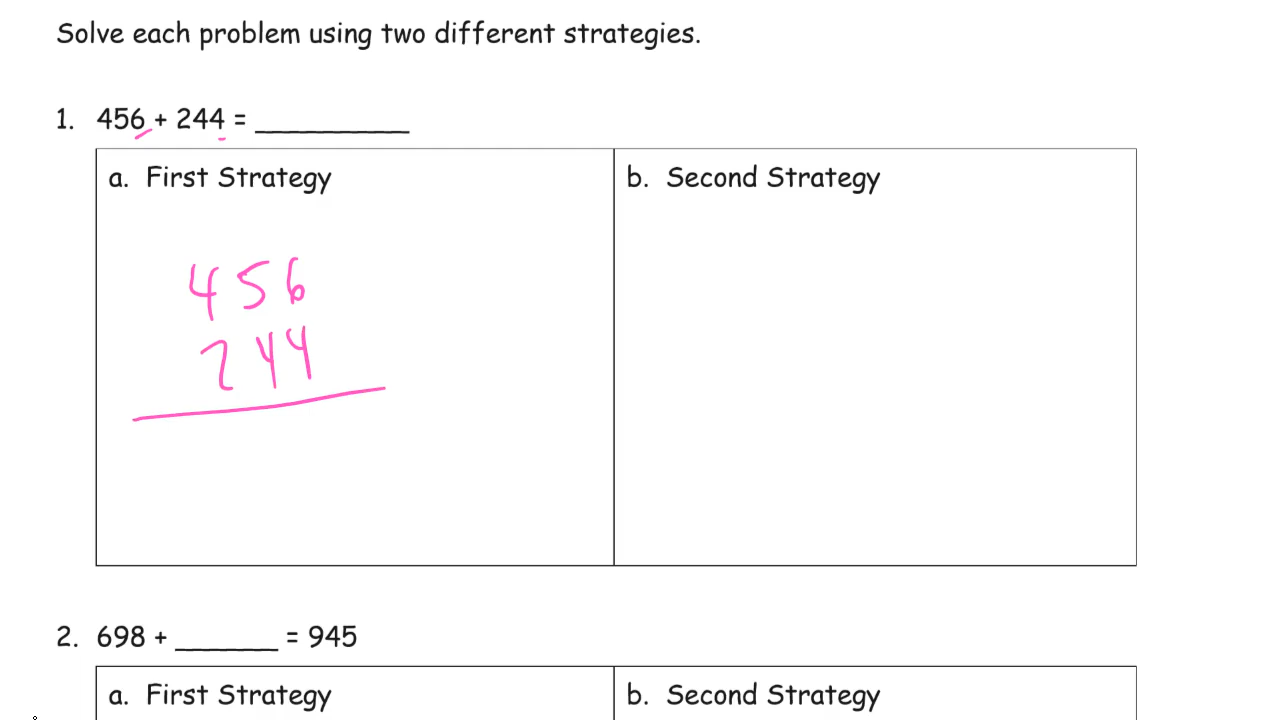 Solve each problem using two different strategies.
1. 456 + 244 = __________
a. First Strategy
b. Second Strategy
456
244
2. 698 + ______ = 945
a. First Strategy
b. Second Strategy